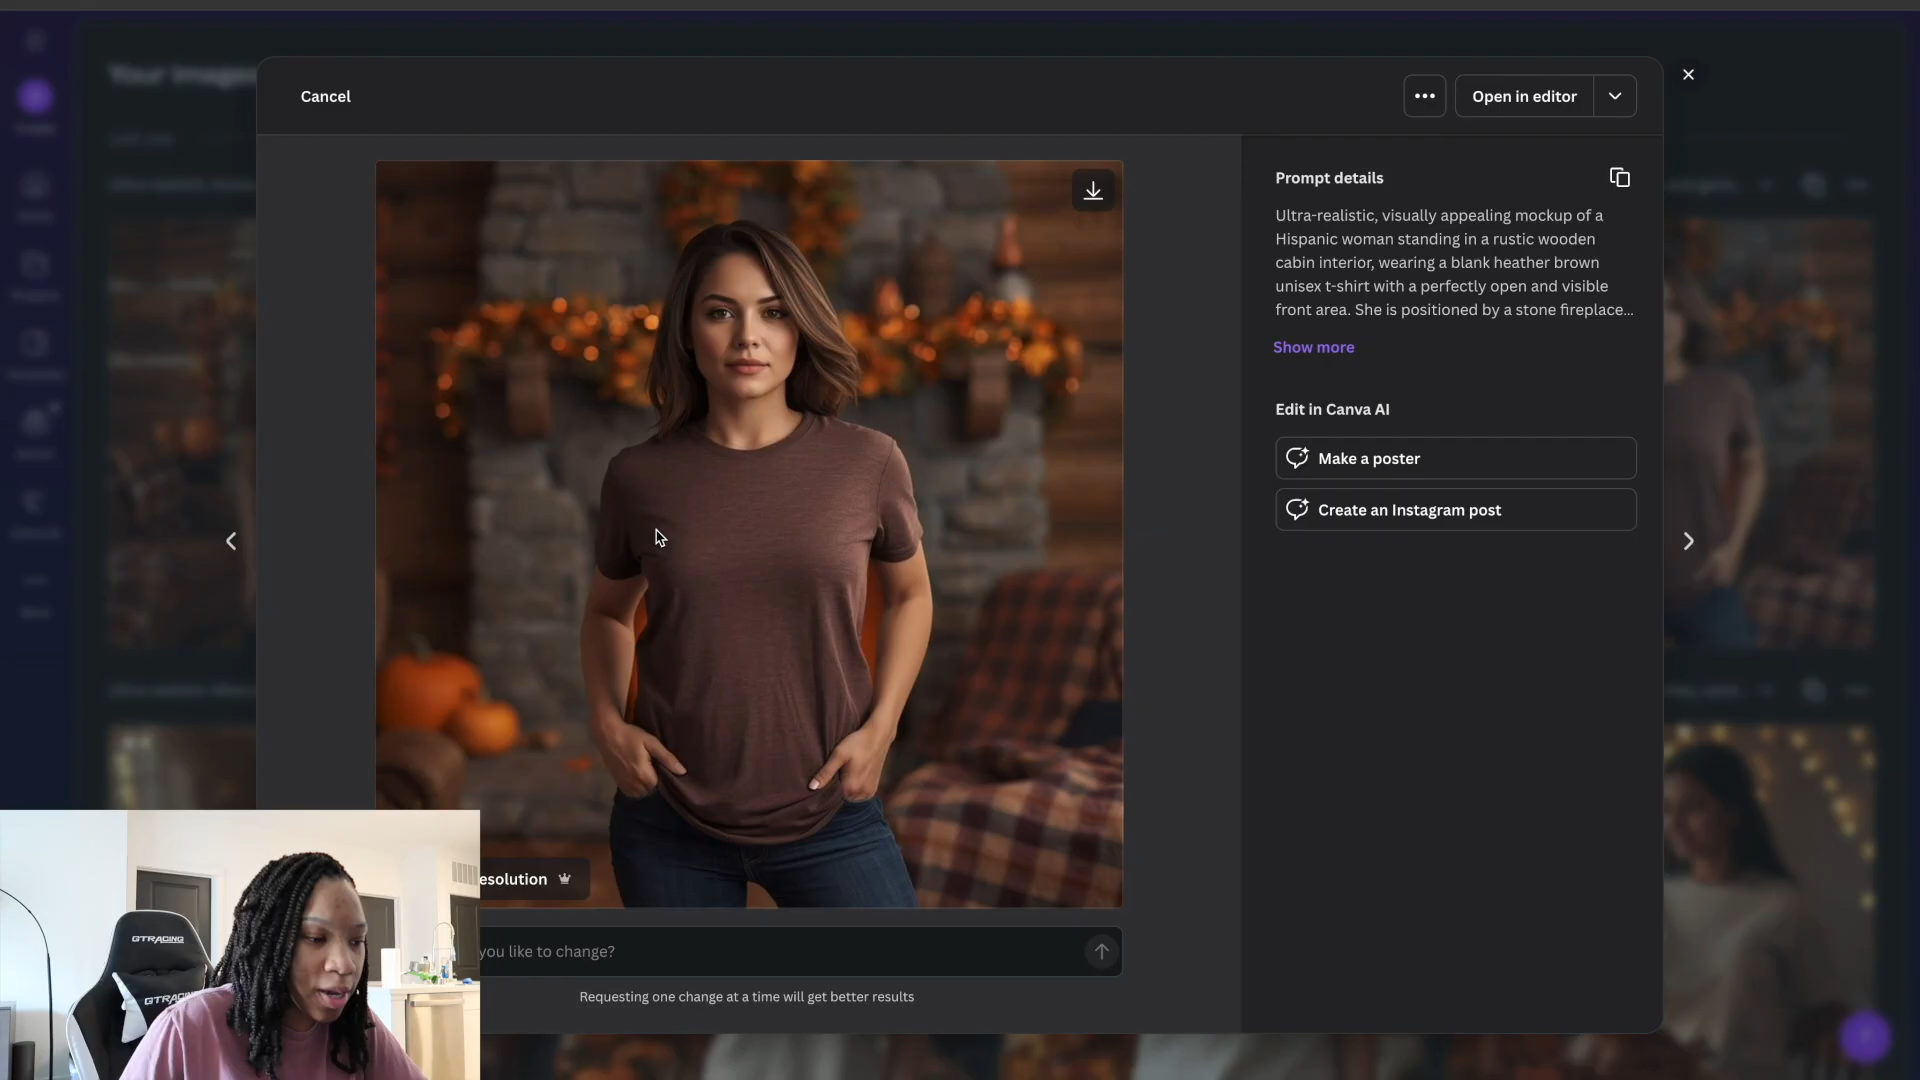 Your Images
Cancel
Open in editor
Prompt details
Ultra-realistic, visually appealing mockup of a
Hispanic woman standing in a rustic wooden
cabin interior, wearing a blank heather brown
unisex t-shirt with a perfectly open and visible
front area. She is positioned by a stone fireplace...
Show more
Edit in Canva AI
Make a poster
Create an Instagram post
esolution
you like to change?
Requesting one change at a time will get better results
GTRACING
GTRACING